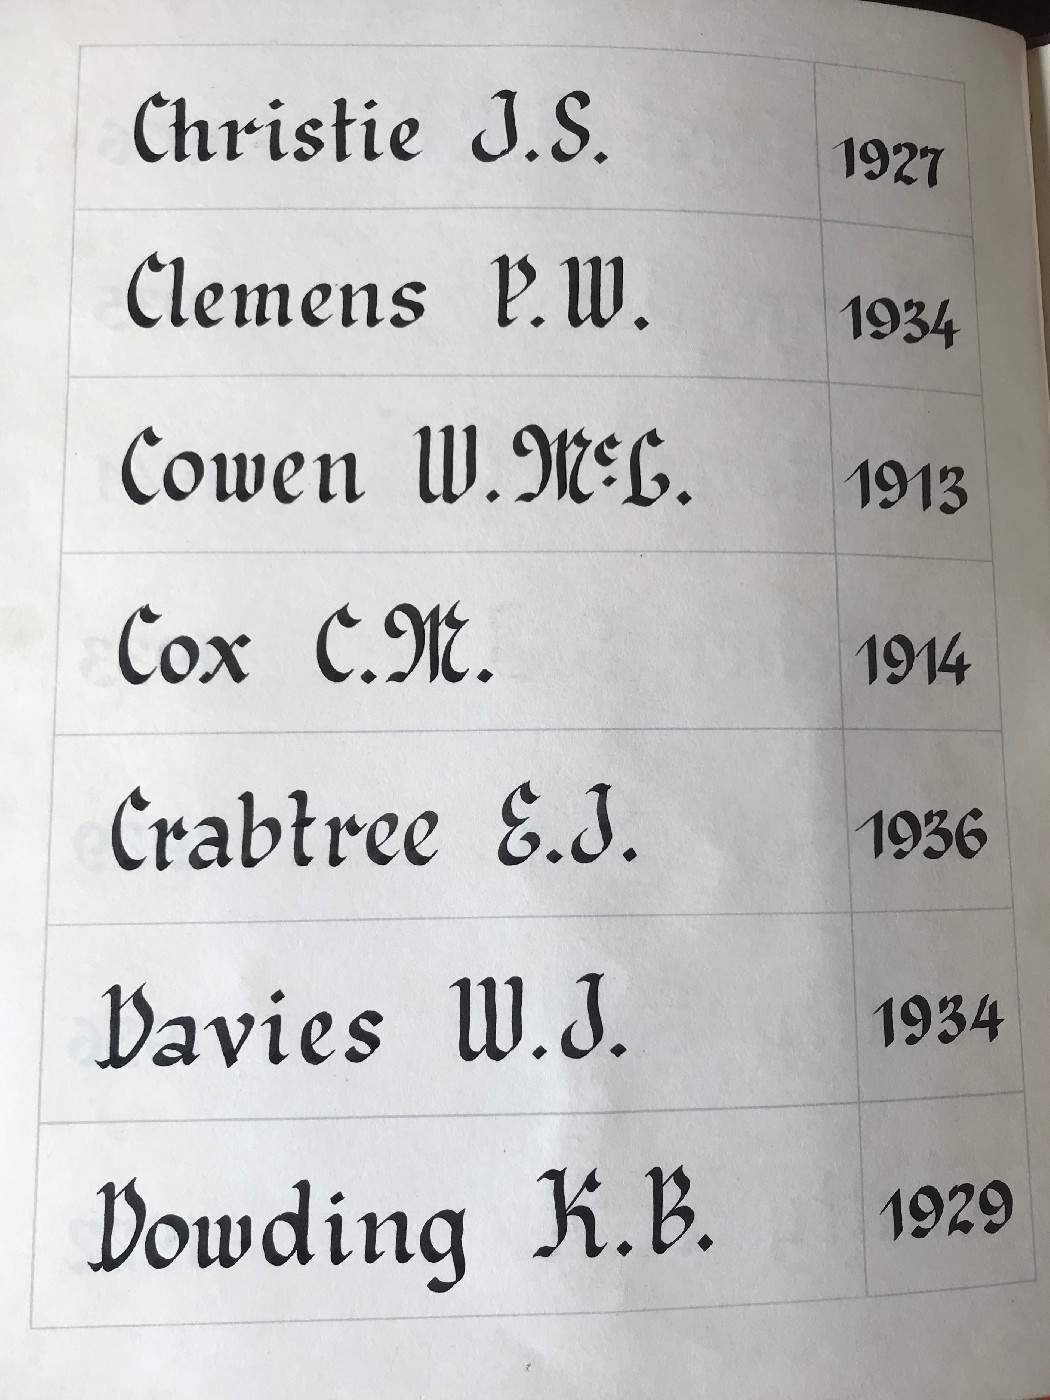 Christie J.S. 1927
Clemens P.W. 1934
Cowen W.McL. 1913
Cox C.M. 1914
Crabtree E.J. 1936
Davies W.J. 1934
Dowding K.B. 1929